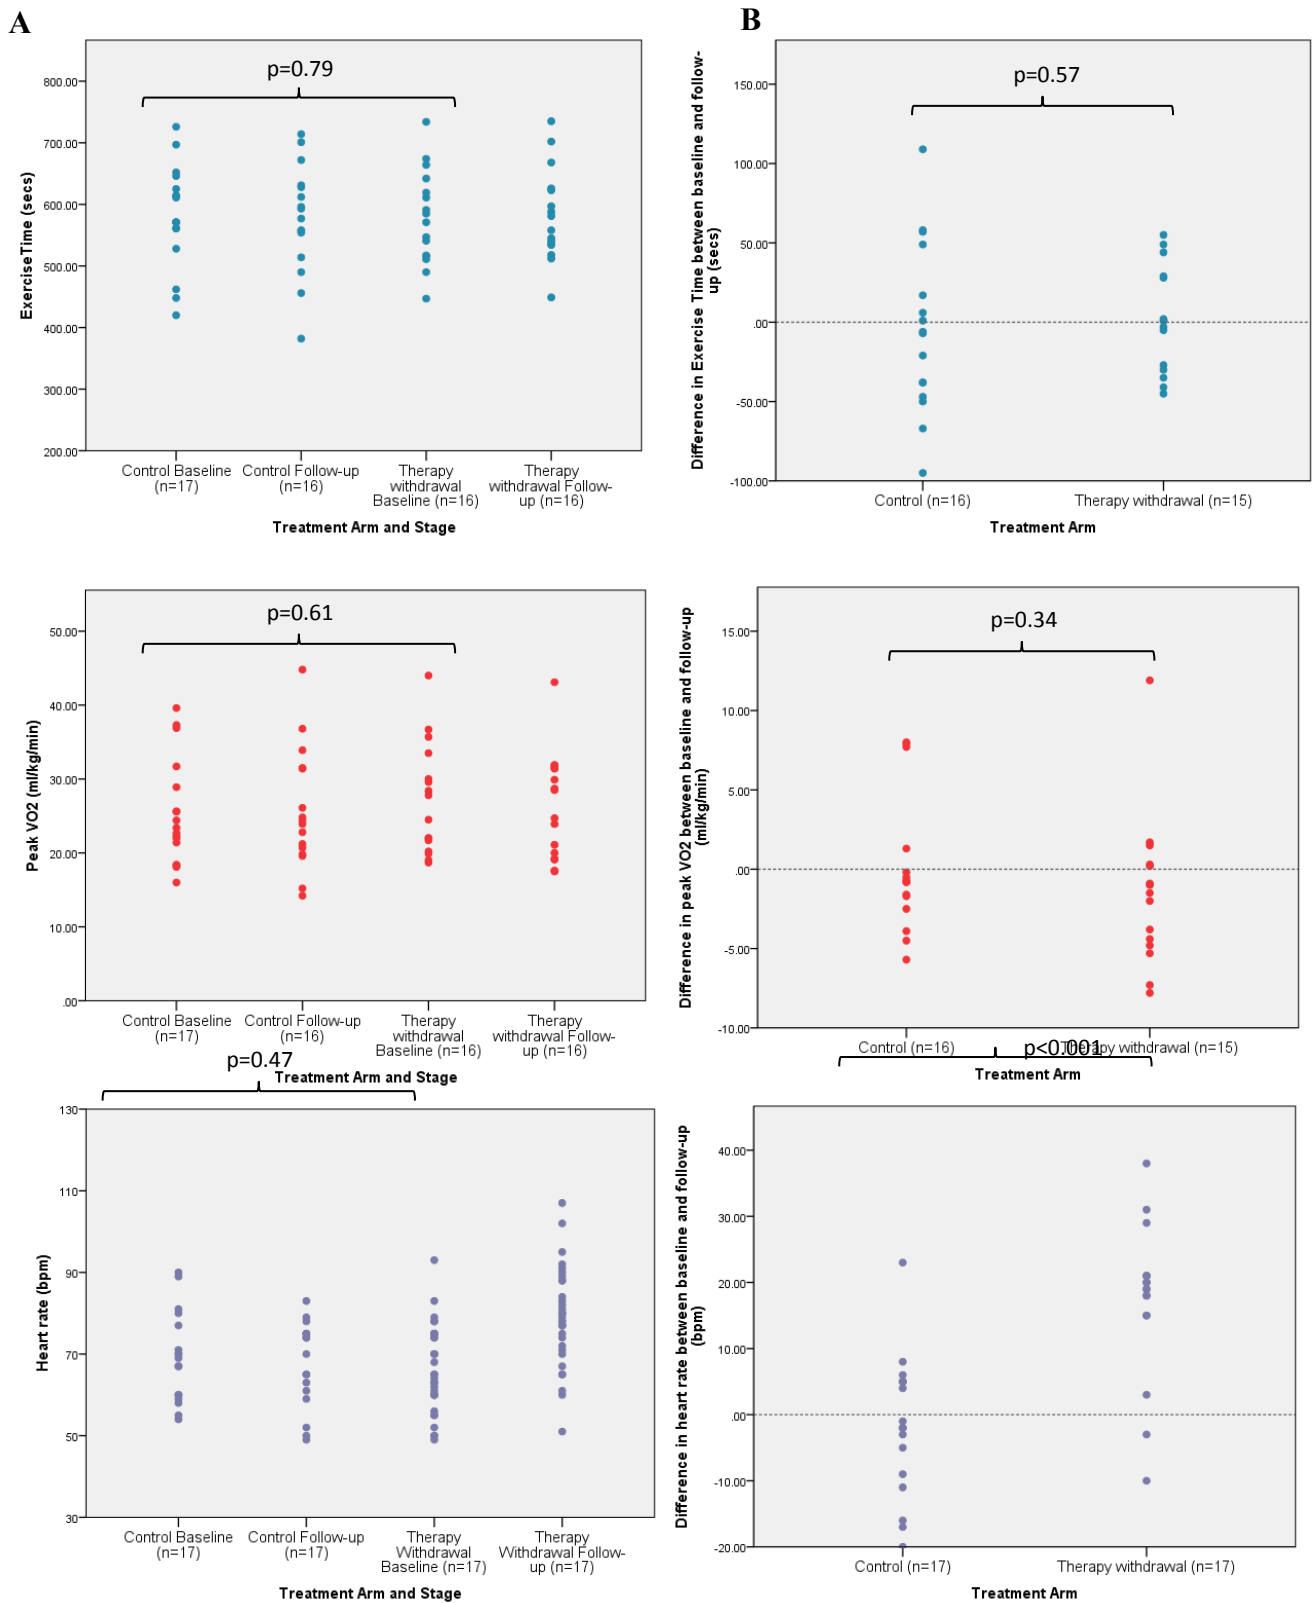 A
800.00
700.00
600.00
500.00
400.00
300.00
200.00
Exercise Time (secs)
p=0.79
Control Baseline
(n=17)
Control Follow-up
(n=16)
Therapy
withdrawal
Baseline (n=16)
Therapy
withdrawal Follow-
up (n=16)
Treatment Arm and Stage
B
150.00
100.00
50.00
.00
-50.00
-100.00
Difference in Exercise Time between baseline and follow-
up (secs)
p=0.57
Control (n=16)
Therapy withdrawal (n=15)
Treatment Arm
50.00
40.00
30.00
20.00
10.00
.00
Peak VO2 (ml/kg/min)
p=0.61
Control Baseline
(n=17)
Control Follow-up
(n=16)
Therapy
withdrawal
Baseline (n=16)
Therapy
withdrawal Follow-
up (n=16)
Treatment Arm and Stage
15.00
10.00
5.00
.00
-5.00
-10.00
Difference in peak VO2 between baseline and follow-up
(ml/kg/min)
p=0.34
Control (n=16)
Therapy withdrawal (n=15)
Treatment Arm
p=0.47
130
110
90
70
50
30
Heart rate (bpm)
Control Baseline
(n=17)
Control Follow-up
(n=17)
Therapy
Withdrawal
Baseline (n=17)
Therapy
Withdrawal Follow-
up (n=17)
Treatment Arm and Stage
p<0.001
40.00
30.00
20.00
10.00
.00
-10.00
-20.00
Difference in heart rate between baseline and follow-up
(bpm)
Control (n=17)
Therapy withdrawal (n=17)
Treatment Arm